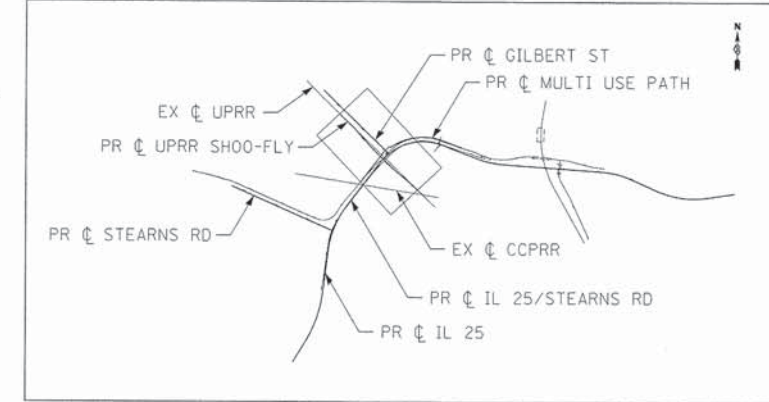 N
PR ℄ GILBERT ST
PR ℄ MULTI USE PATH
EX ℄ UPRR
PR ℄ UPRR SHOO-FLY
PR ℄ STEARNS RD
EX ℄ CCPRR
PR ℄ IL 25/STEARNS RD
PR ℄ IL 25